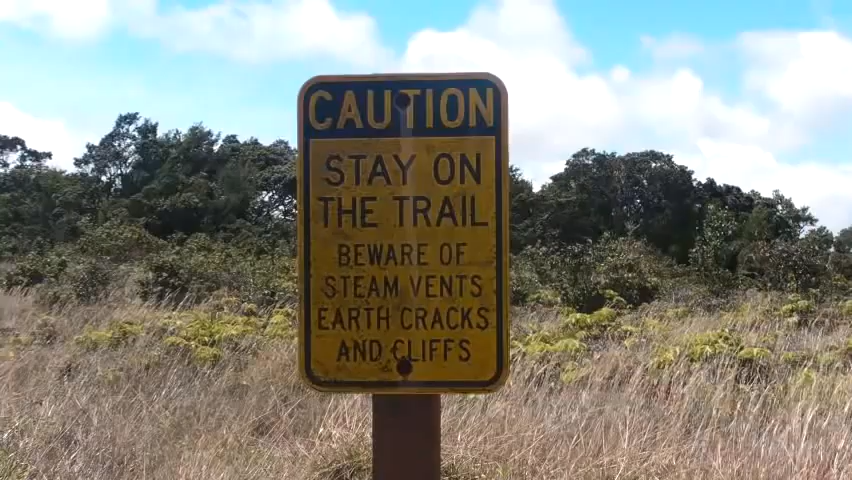 CAUTION
STAY ON
THE TRAIL
BEWARE OF
STEAM VENTS
EARTH CRACKS
AND CLIFFS